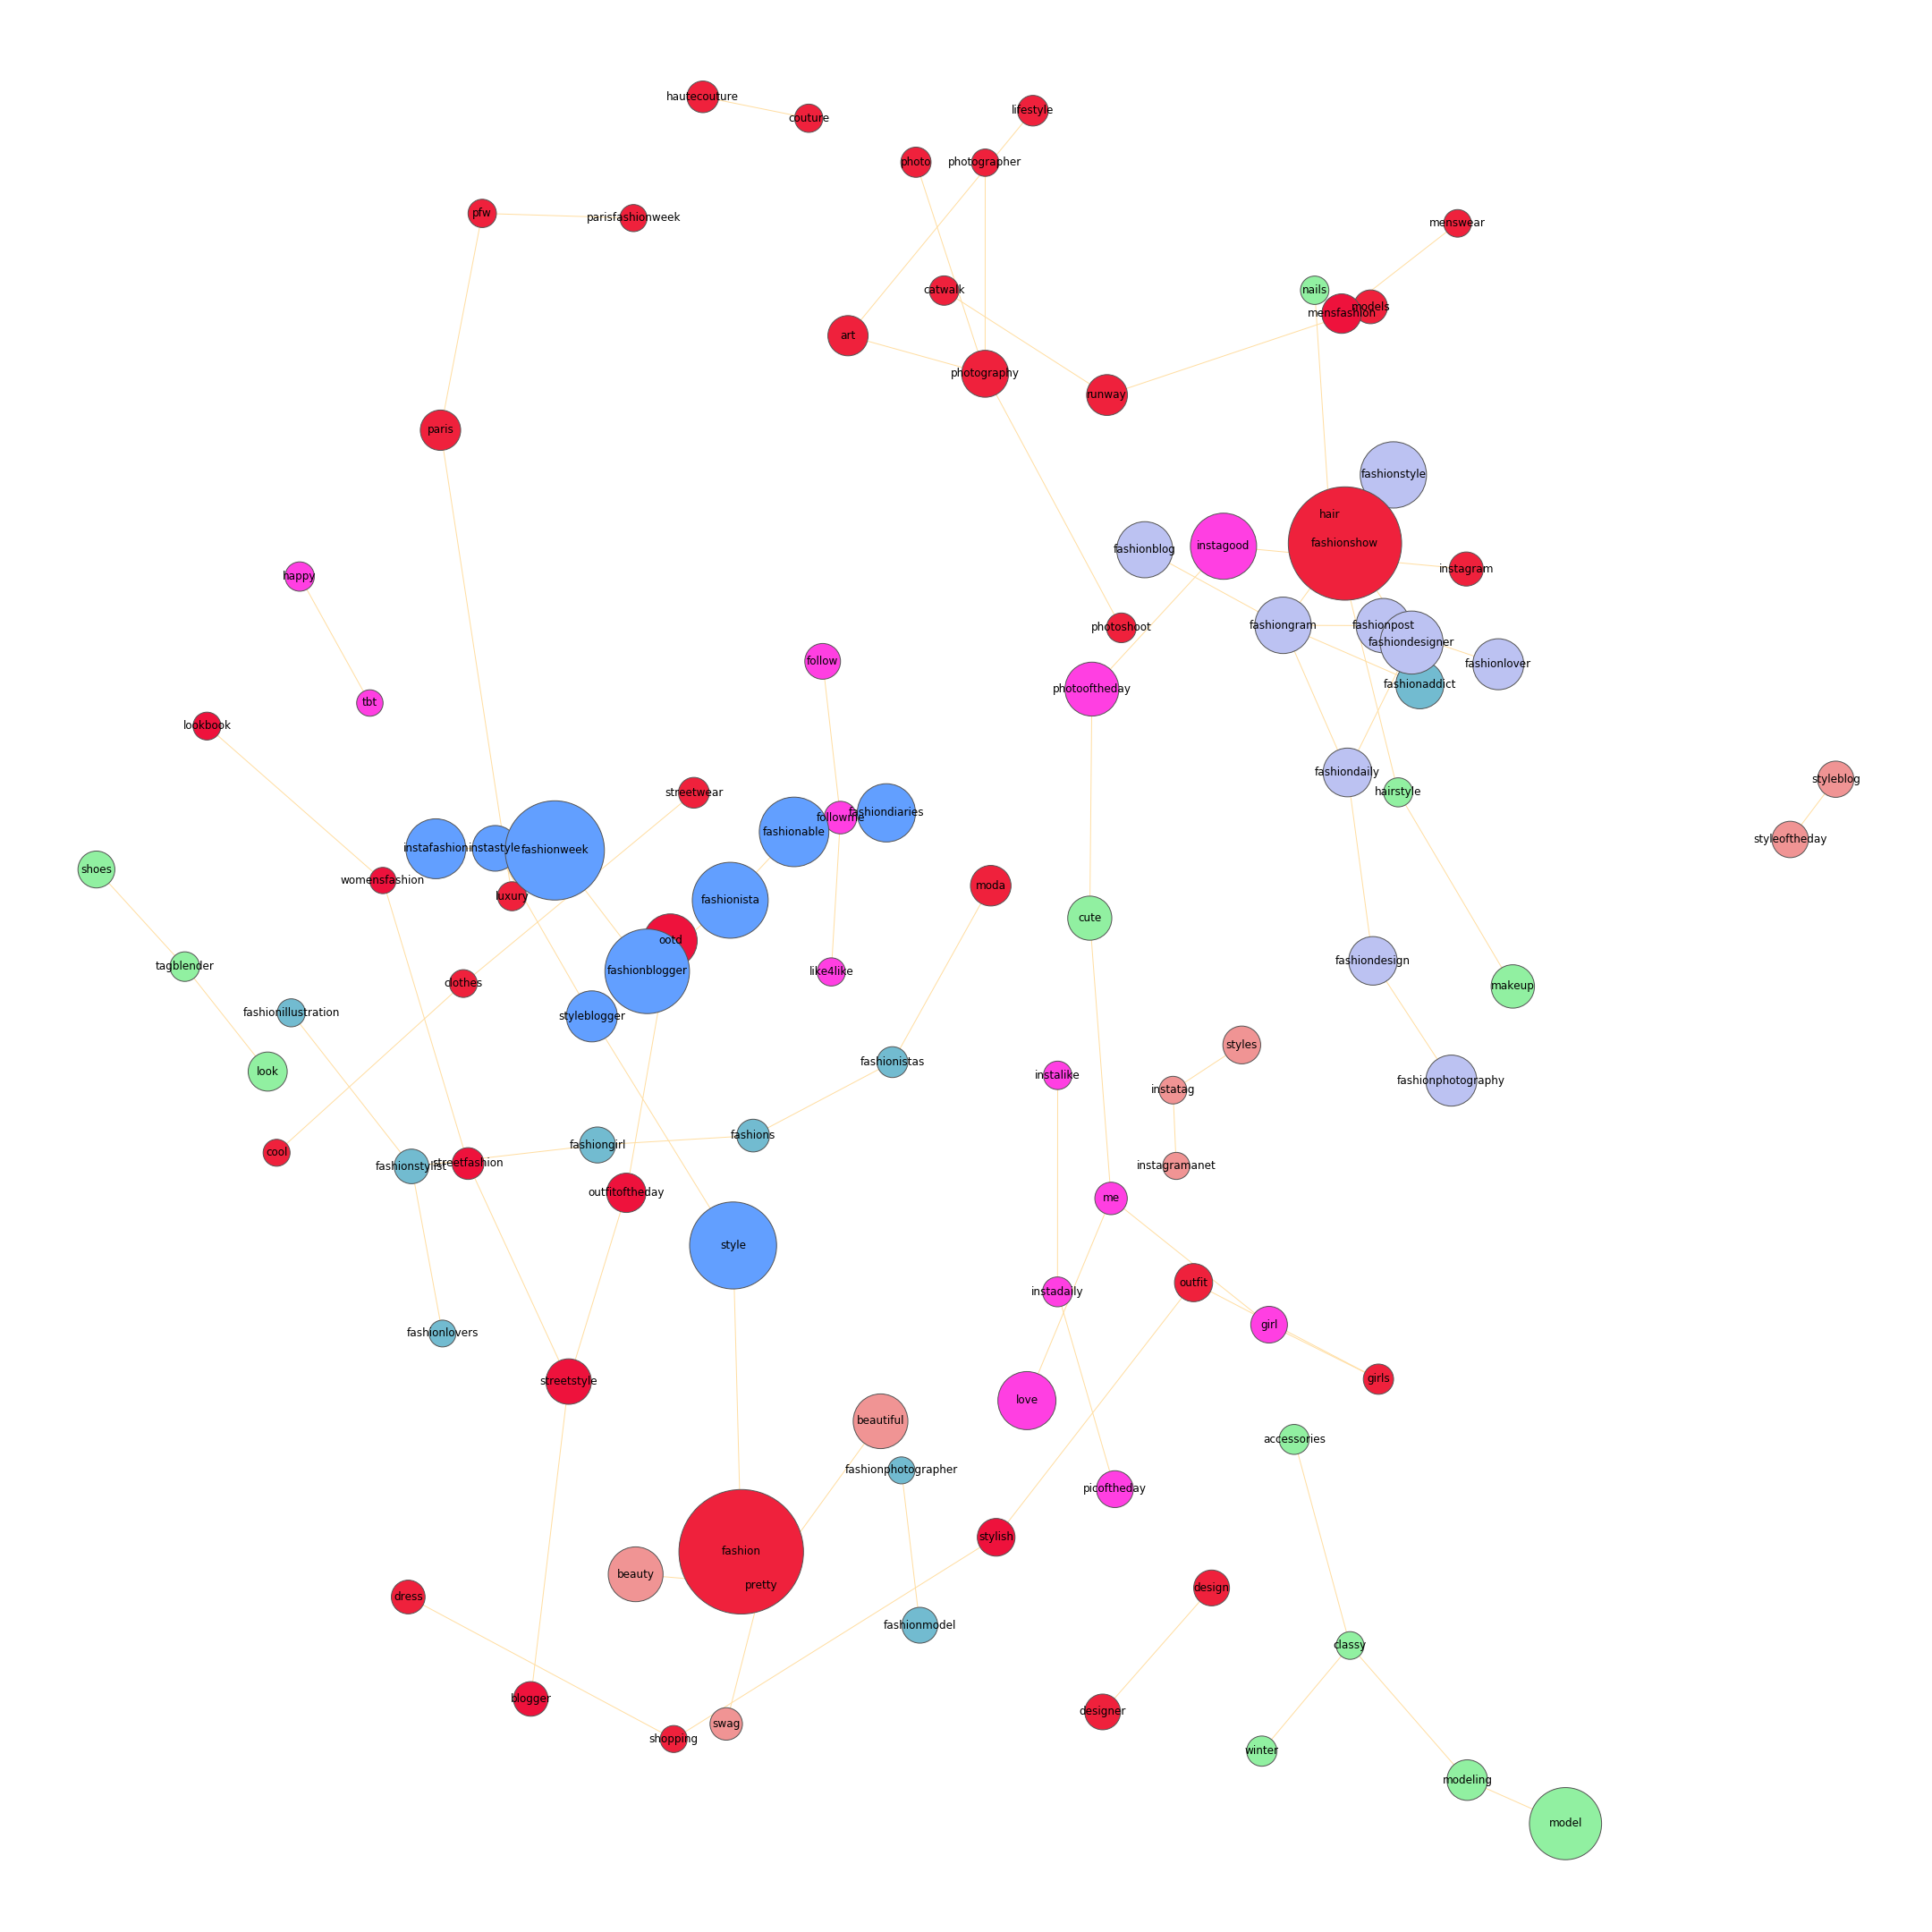 hautecouture
lifestyle
couture
photo
photographer
pfw
parisfashionweek
menswear
catwalk
nails
models
mensfashion
art
photography
runway
paris
fashionstyle
hair
fashionshow
instagood
fashionblog
instagram
happy
fashiongram
fashionpost
photoshoot
fashiondesigner
follow
fashionlover
fashionaddict
photooftheday
tbt
lookbook
fashiondaily
styleblog
hairstyle
streetwear
fashiondiaries
followme
fashionable
styleoftheday
instafashion
instastyle
fashionweek
shoes
womensfashion
moda
luxury
fashionista
cute
ootd
fashiondesign
tagblender
fashionblogger
like4like
clothes
makeup
fashionillustration
styleblogger
styles
fashionistas
look
instalike
fashionphotography
instatag
fashions
fashiongirl
cool
streetfashion
fashionstylist
instagramanet
outfitoftheday
me
style
outfit
instadaily
girl
fashionlovers
girls
streetstyle
love
beautiful
accessories
fashionphotographer
picoftheday
stylish
fashion
beauty
pretty
design
dress
fashionmodel
classy
blogger
designer
swag
shopping
winter
modeling
model